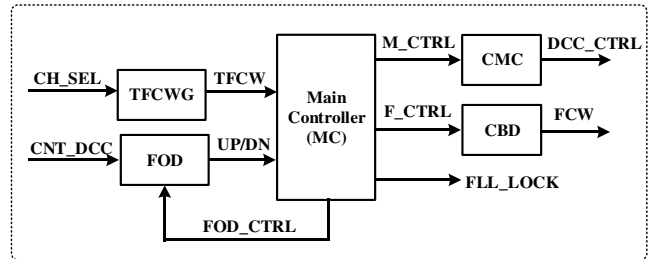 M_CTRL
DCC_CTRL
CH_SEL
TFCW
CMC
TFCWG
Main
Controller
(MC)
F_CTRL
FCW
CNT_DCC
UP/DN
CBD
FOD
FLL_LOCK
FOD_CTRL